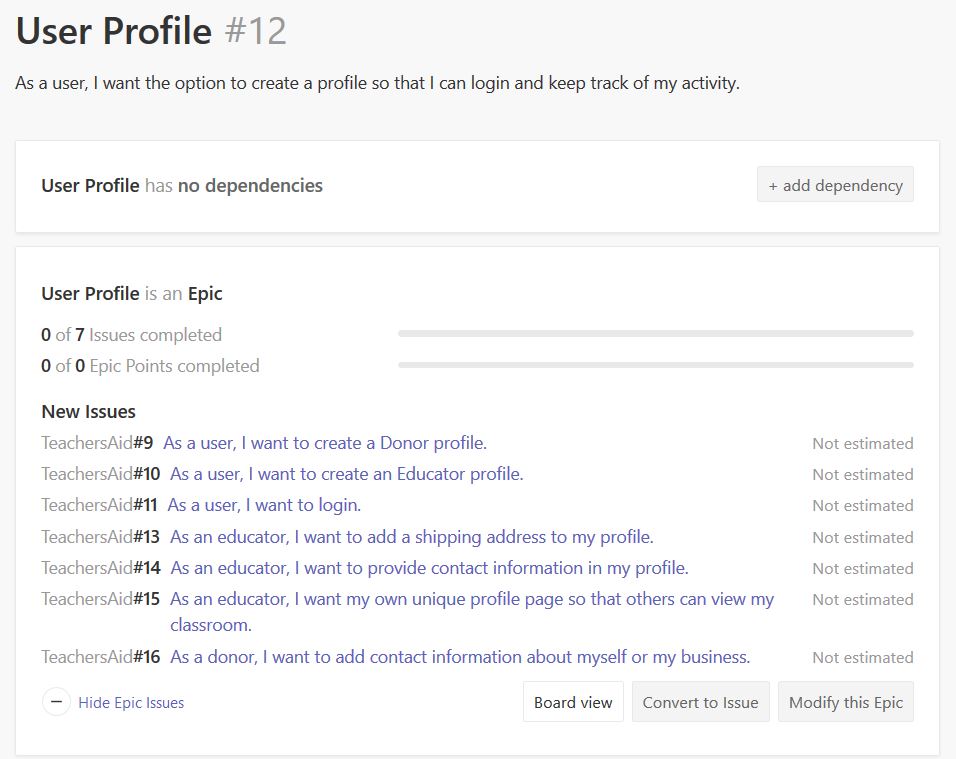 User Profile #12
As a user, I want the option to create a profile so that I can login and keep track of my activity.
User Profile has no dependencies
+ add dependency
User Profile is an Epic
0 of 7 Issues completed
0 of 0 Epic Points completed
New Issues
TeachersAid#9 As a user, I want to create a Donor profile. Not estimated
TeachersAid#10 As a user, I want to create an Educator profile. Not estimated
TeachersAid#11 As a user, I want to login. Not estimated
TeachersAid#13 As an educator, I want to add a shipping address to my profile. Not estimated
TeachersAid#14 As an educator, I want to provide contact information in my profile. Not estimated
TeachersAid#15 As an educator, I want my own unique profile page so that others can view my Not estimated
classroom.
TeachersAid#16 As a donor, I want to add contact information about myself or my business. Not estimated
Hide Epic Issues Board view Convert to Issue Modify this Epic